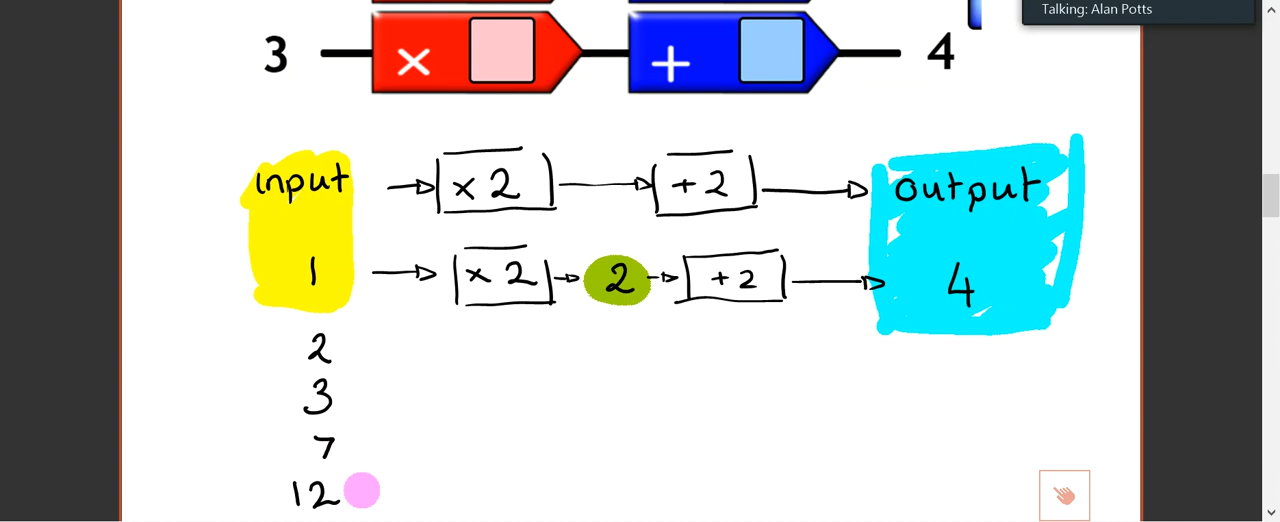 Talking: Alan Potts
3 × + 4
input × 2 + 2 output
1 × 2 2 + 2 4
2
3
7
12